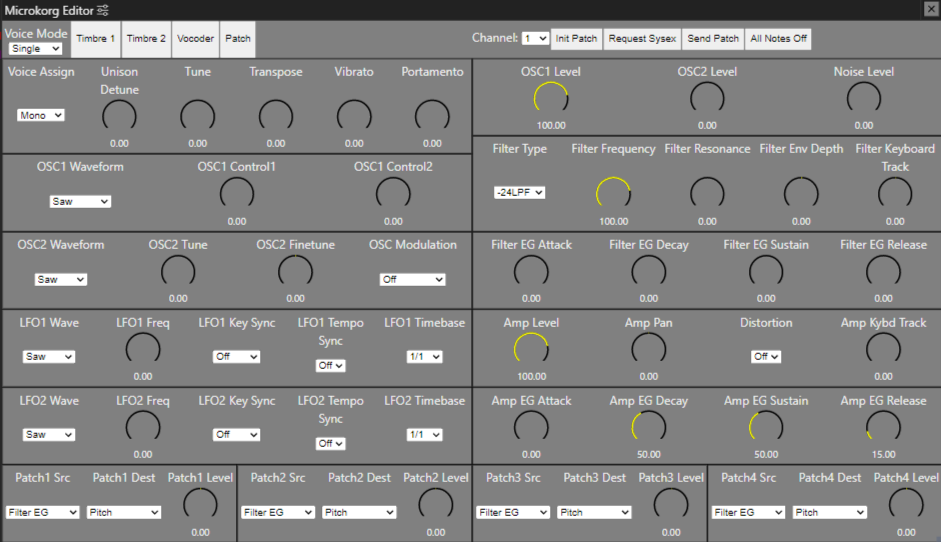 Microkorg Editor
Voice Mode
Single
Timbre 1
Timbre 2
Vocoder
Patch
Channel:
1
Init Patch
Request Sysex
Send Patch
All Notes Off
Voice Assign
Unison
Detune
Tune
Transpose
Vibrato
Portamento
Mono
0.00
0.00
0.00
0.00
0.00
OSC1 Level
OSC2 Level
Noise Level
100.00
0.00
0.00
OSC1 Waveform
OSC1 Control1
OSC1 Control2
Saw
0.00
0.00
Filter Type
Filter Frequency
Filter Resonance
Filter Env Depth
Filter Keyboard
Track
-24LPF
100.00
0.00
0.00
0.00
OSC2 Waveform
OSC2 Tune
OSC2 Finetune
OSC Modulation
Saw
Off
0.00
0.00
Filter EG Attack
Filter EG Decay
Filter EG Sustain
Filter EG Release
0.00
0.00
0.00
0.00
LFO1 Wave
LFO1 Freq
LFO1 Key Sync
LFO1 Tempo
Sync
LFO1 Timebase
Saw
Off
Off
1/1
0.00
Amp Level
Amp Pan
Distortion
Amp Kybd Track
Off
100.00
0.00
0.00
LFO2 Wave
LFO2 Freq
LFO2 Key Sync
LFO2 Tempo
Sync
LFO2 Timebase
Saw
Off
Off
1/1
0.00
Amp EG Attack
Amp EG Decay
Amp EG Sustain
Amp EG Release
0.00
50.00
50.00
15.00
Patch1 Src
Patch1 Dest
Patch1 Level
Filter EG
Pitch
0.00
Patch2 Src
Patch2 Dest
Patch2 Level
Filter EG
Pitch
0.00
Patch3 Src
Patch3 Dest
Patch3 Level
Filter EG
Pitch
0.00
Patch4 Src
Patch4 Dest
Patch4 Level
Filter EG
Pitch
0.00